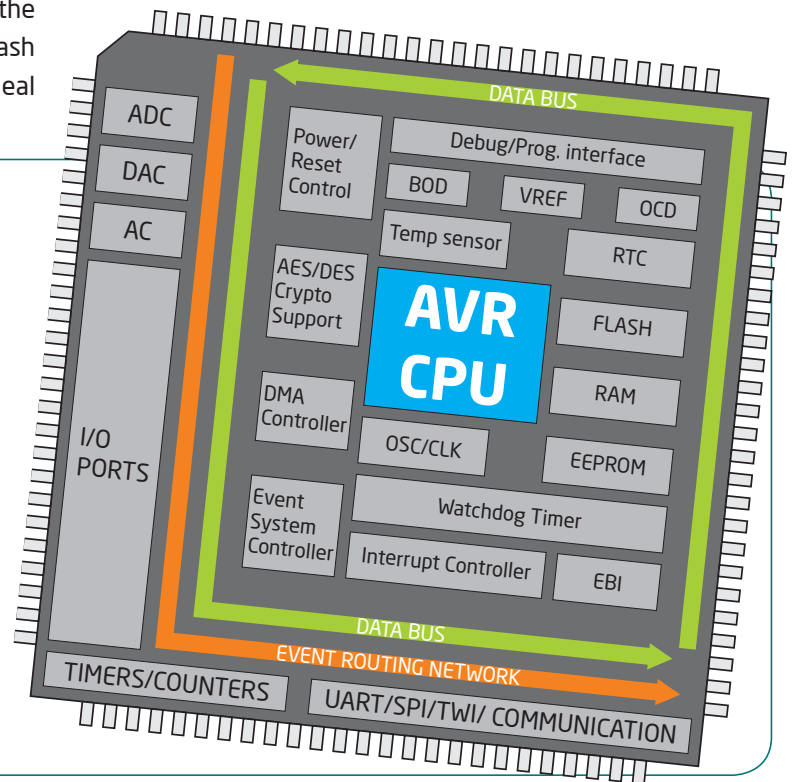 the
ash
eal
DATA BUS
ADC
DAC
AC
I/O
PORTS
Power/
Reset
Control
Debug/Prog. interface
BOD
VREF
OCD
Temp sensor
RTC
AES/DES
Crypto
Support
AVR
CPU
FLASH
RAM
DMA
Controller
OSC/CLK
EEPROM
Event
System
Controller
Watchdog Timer
Interrupt Controller
EBI
DATA BUS
EVENT ROUTING NETWORK
TIMERS/COUNTERS
UART/SPI/TWI/ COMMUNICATION